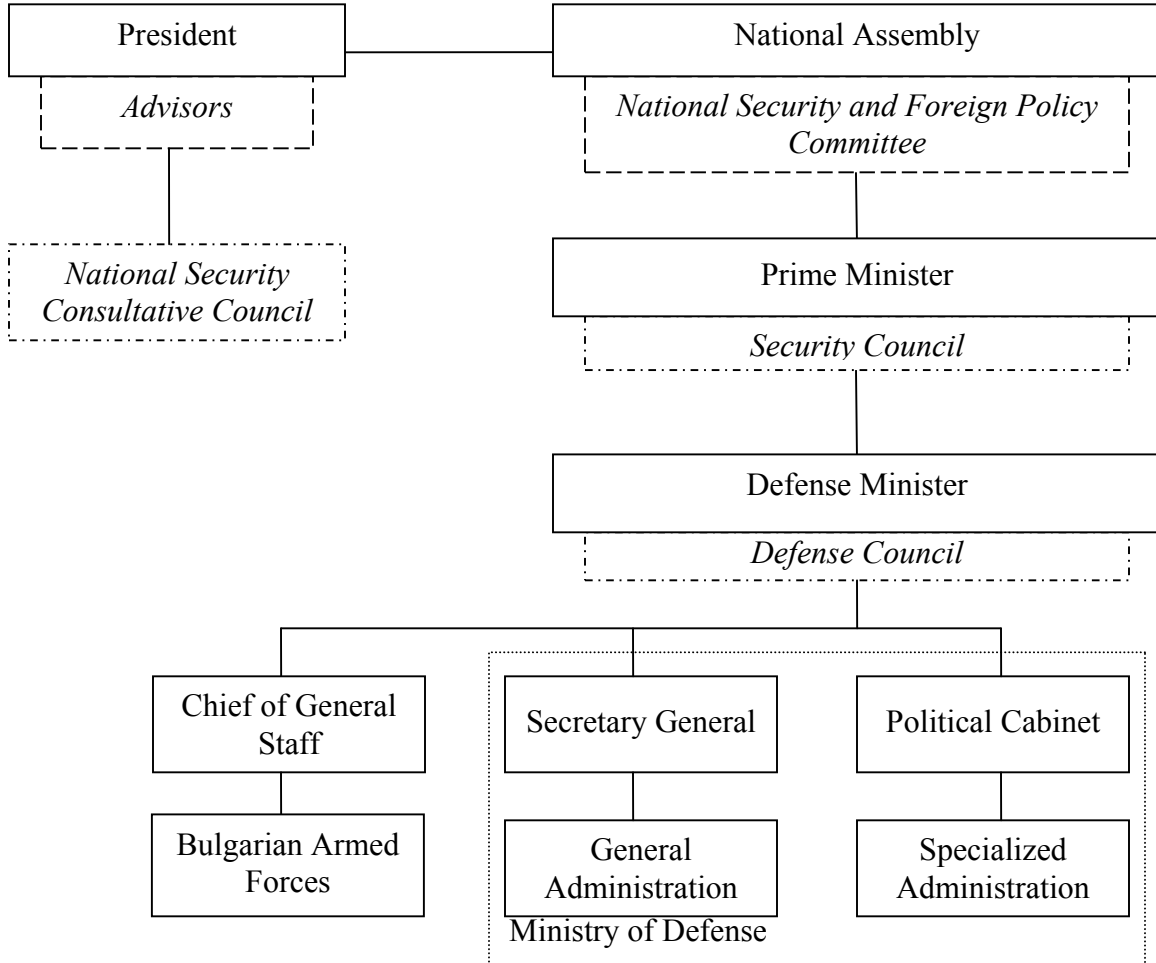 President
National Assembly
Advisors
National Security and Foreign Policy
Committee
National Security
Consultative Council
Prime Minister
Security Council
Defense Minister
Defense Council
Chief of General
Staff
Secretary General
Political Cabinet
Bulgarian Armed
Forces
General
Administration
Specialized
Administration
Ministry of Defense